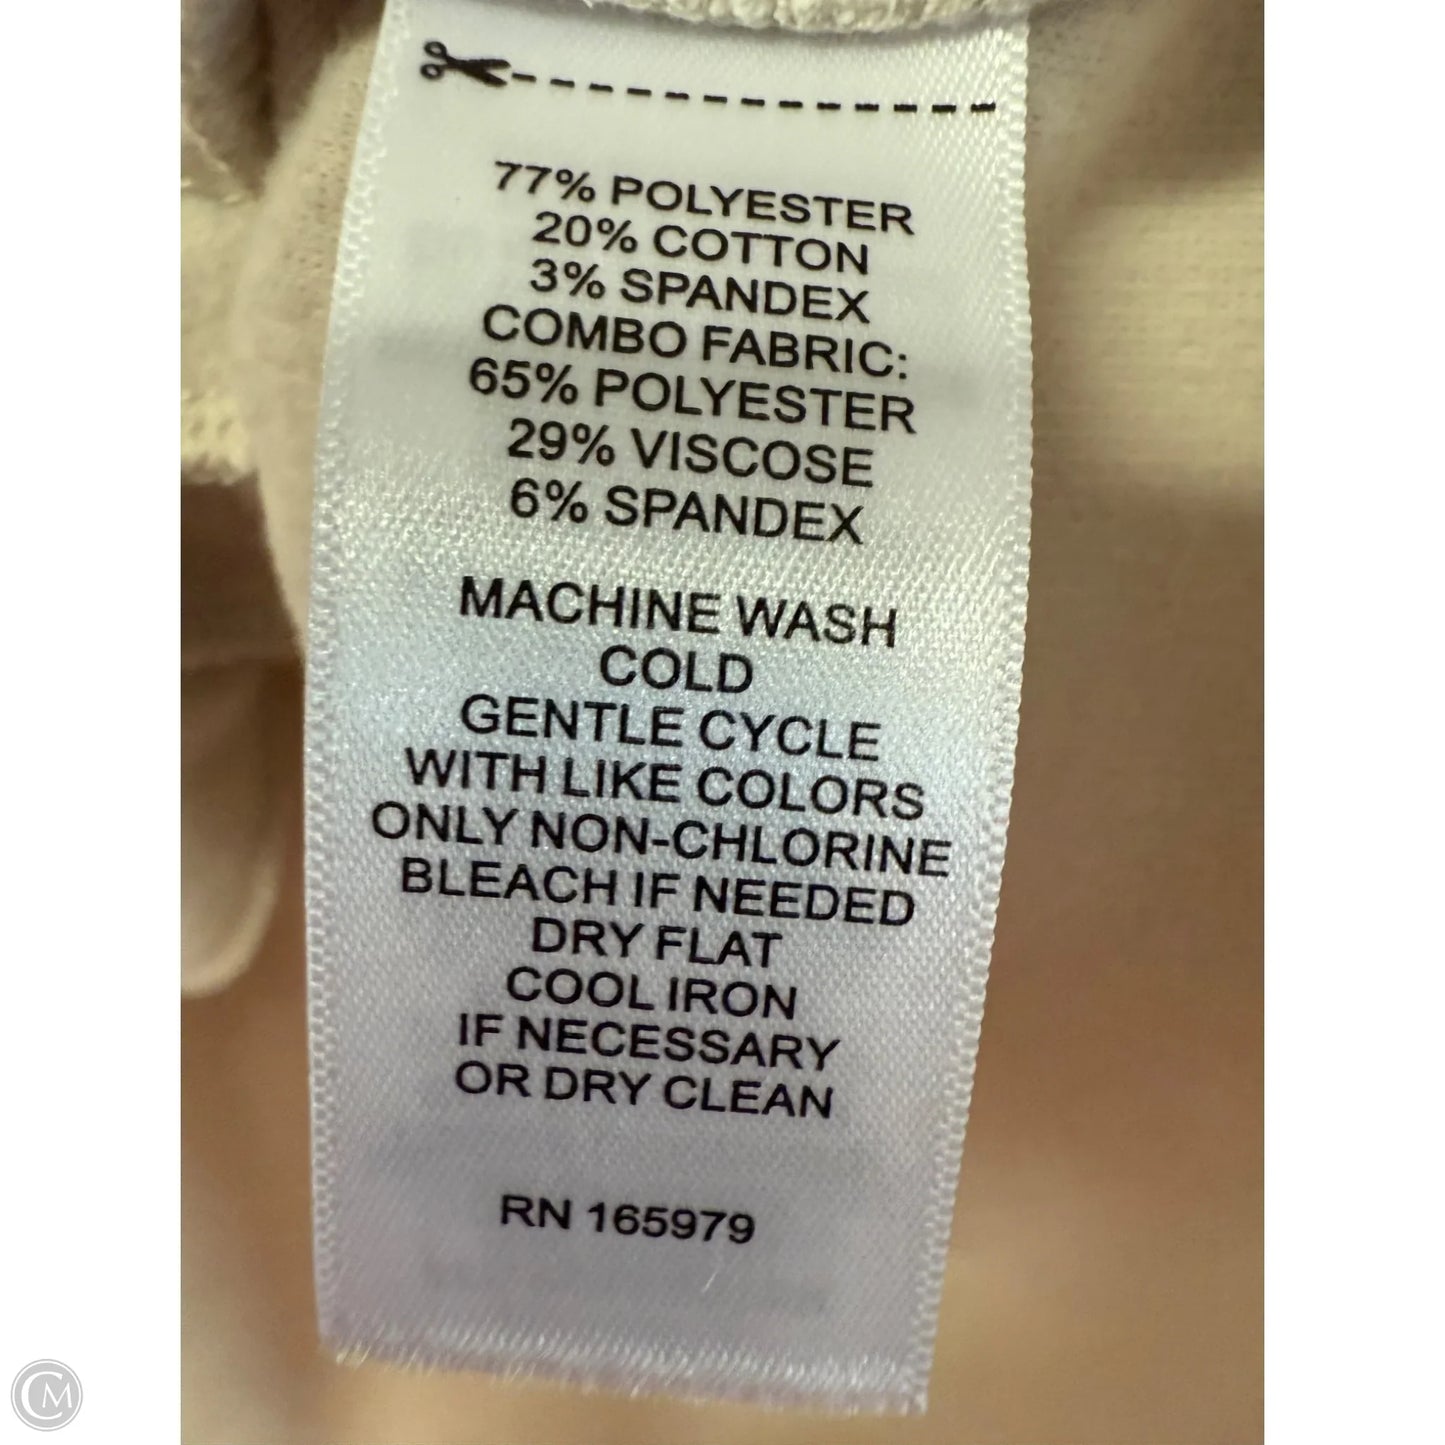 77% POLYESTER
20% COTTON
3% SPANDEX
COMBO FABRIC:
65% POLYESTER
29% VISCOSE
6% SPANDEX
MACHINE WASH
COLD
GENTLE CYCLE
WITH LIKE COLORS
ONLY NON-CHLORINE
BLEACH IF NEEDED
DRY FLAT
COOL IRON
IF NECESSARY
OR DRY CLEAN
RN 165979
CM